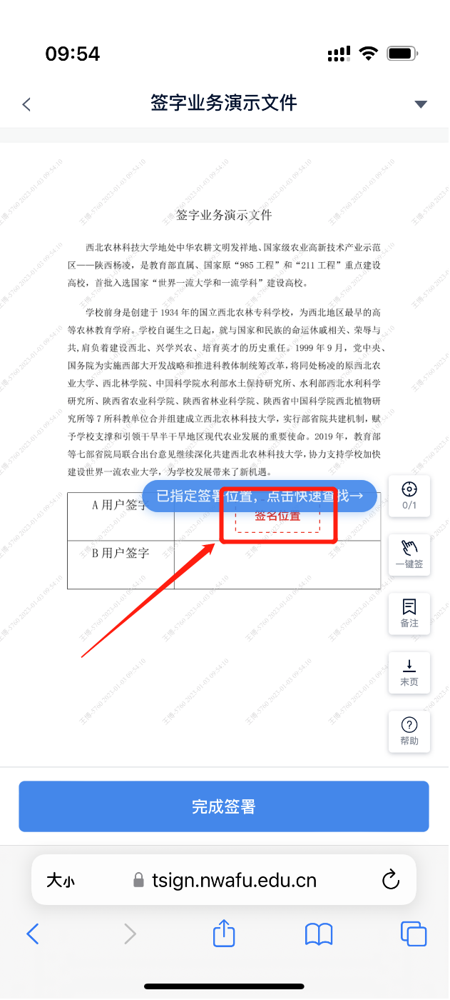 09:54
签字业务演示文件
签字业务演示文件
西北农林科技大学地处中华农耕文明发祥地、国家级农业高新技术产业示范
区——陕西杨凌，是教育部直属、国家原“985 工程”和“211 工程”重点建设
高校，首批入选国家“世界一流大学和一流学科”建设高校。
学校前身是创建于 1934 年的国立西北农林专科学校，为西北地区最早的高
等农林教育学府。学校自诞生之日起，就与国家和民族的命运休戚相关、荣辱与
共,肩负着建设西北、兴学兴农、培育英才的历史重任。1999 年 9 月，党中央、
国务院为实施西部大开发战略和推进科教体制统筹改革,将同处杨凌的原西北农
业大学、西北林学院、中国科学院水利部水土保持研究所、水利部西北水利科学
研究所、陕西省农业科学院、陕西省林业科学院、陕西省中国科学院西北植物研
究所等 7 所科教单位合并组建成立西北农林科技大学，实行部省院共建机制，赋
予学校支撑和引领干旱半干旱地区现代农业发展的重要使命。2019 年，教育部
等七部省院局联合出台意见继续深化共建西北农林科技大学,协力支持学校加快
建设世界一流农业大学，为学校发展带来了新机遇。
已指定签署位置，点击快速查找→
A 用户签字
签名位置
B 用户签字
0/1
一键签
备注
末页
帮助
王博-5760 2023-01-03 09:54:10
完成签署
大小
tsign.nwafu.edu.cn